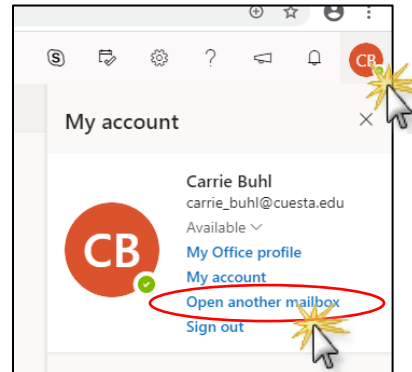 CB
My account
CB
Carrie Buhl
carrie_buhl@cuesta.edu
Available
My Office profile
My account
Open another mailbox
Sign out